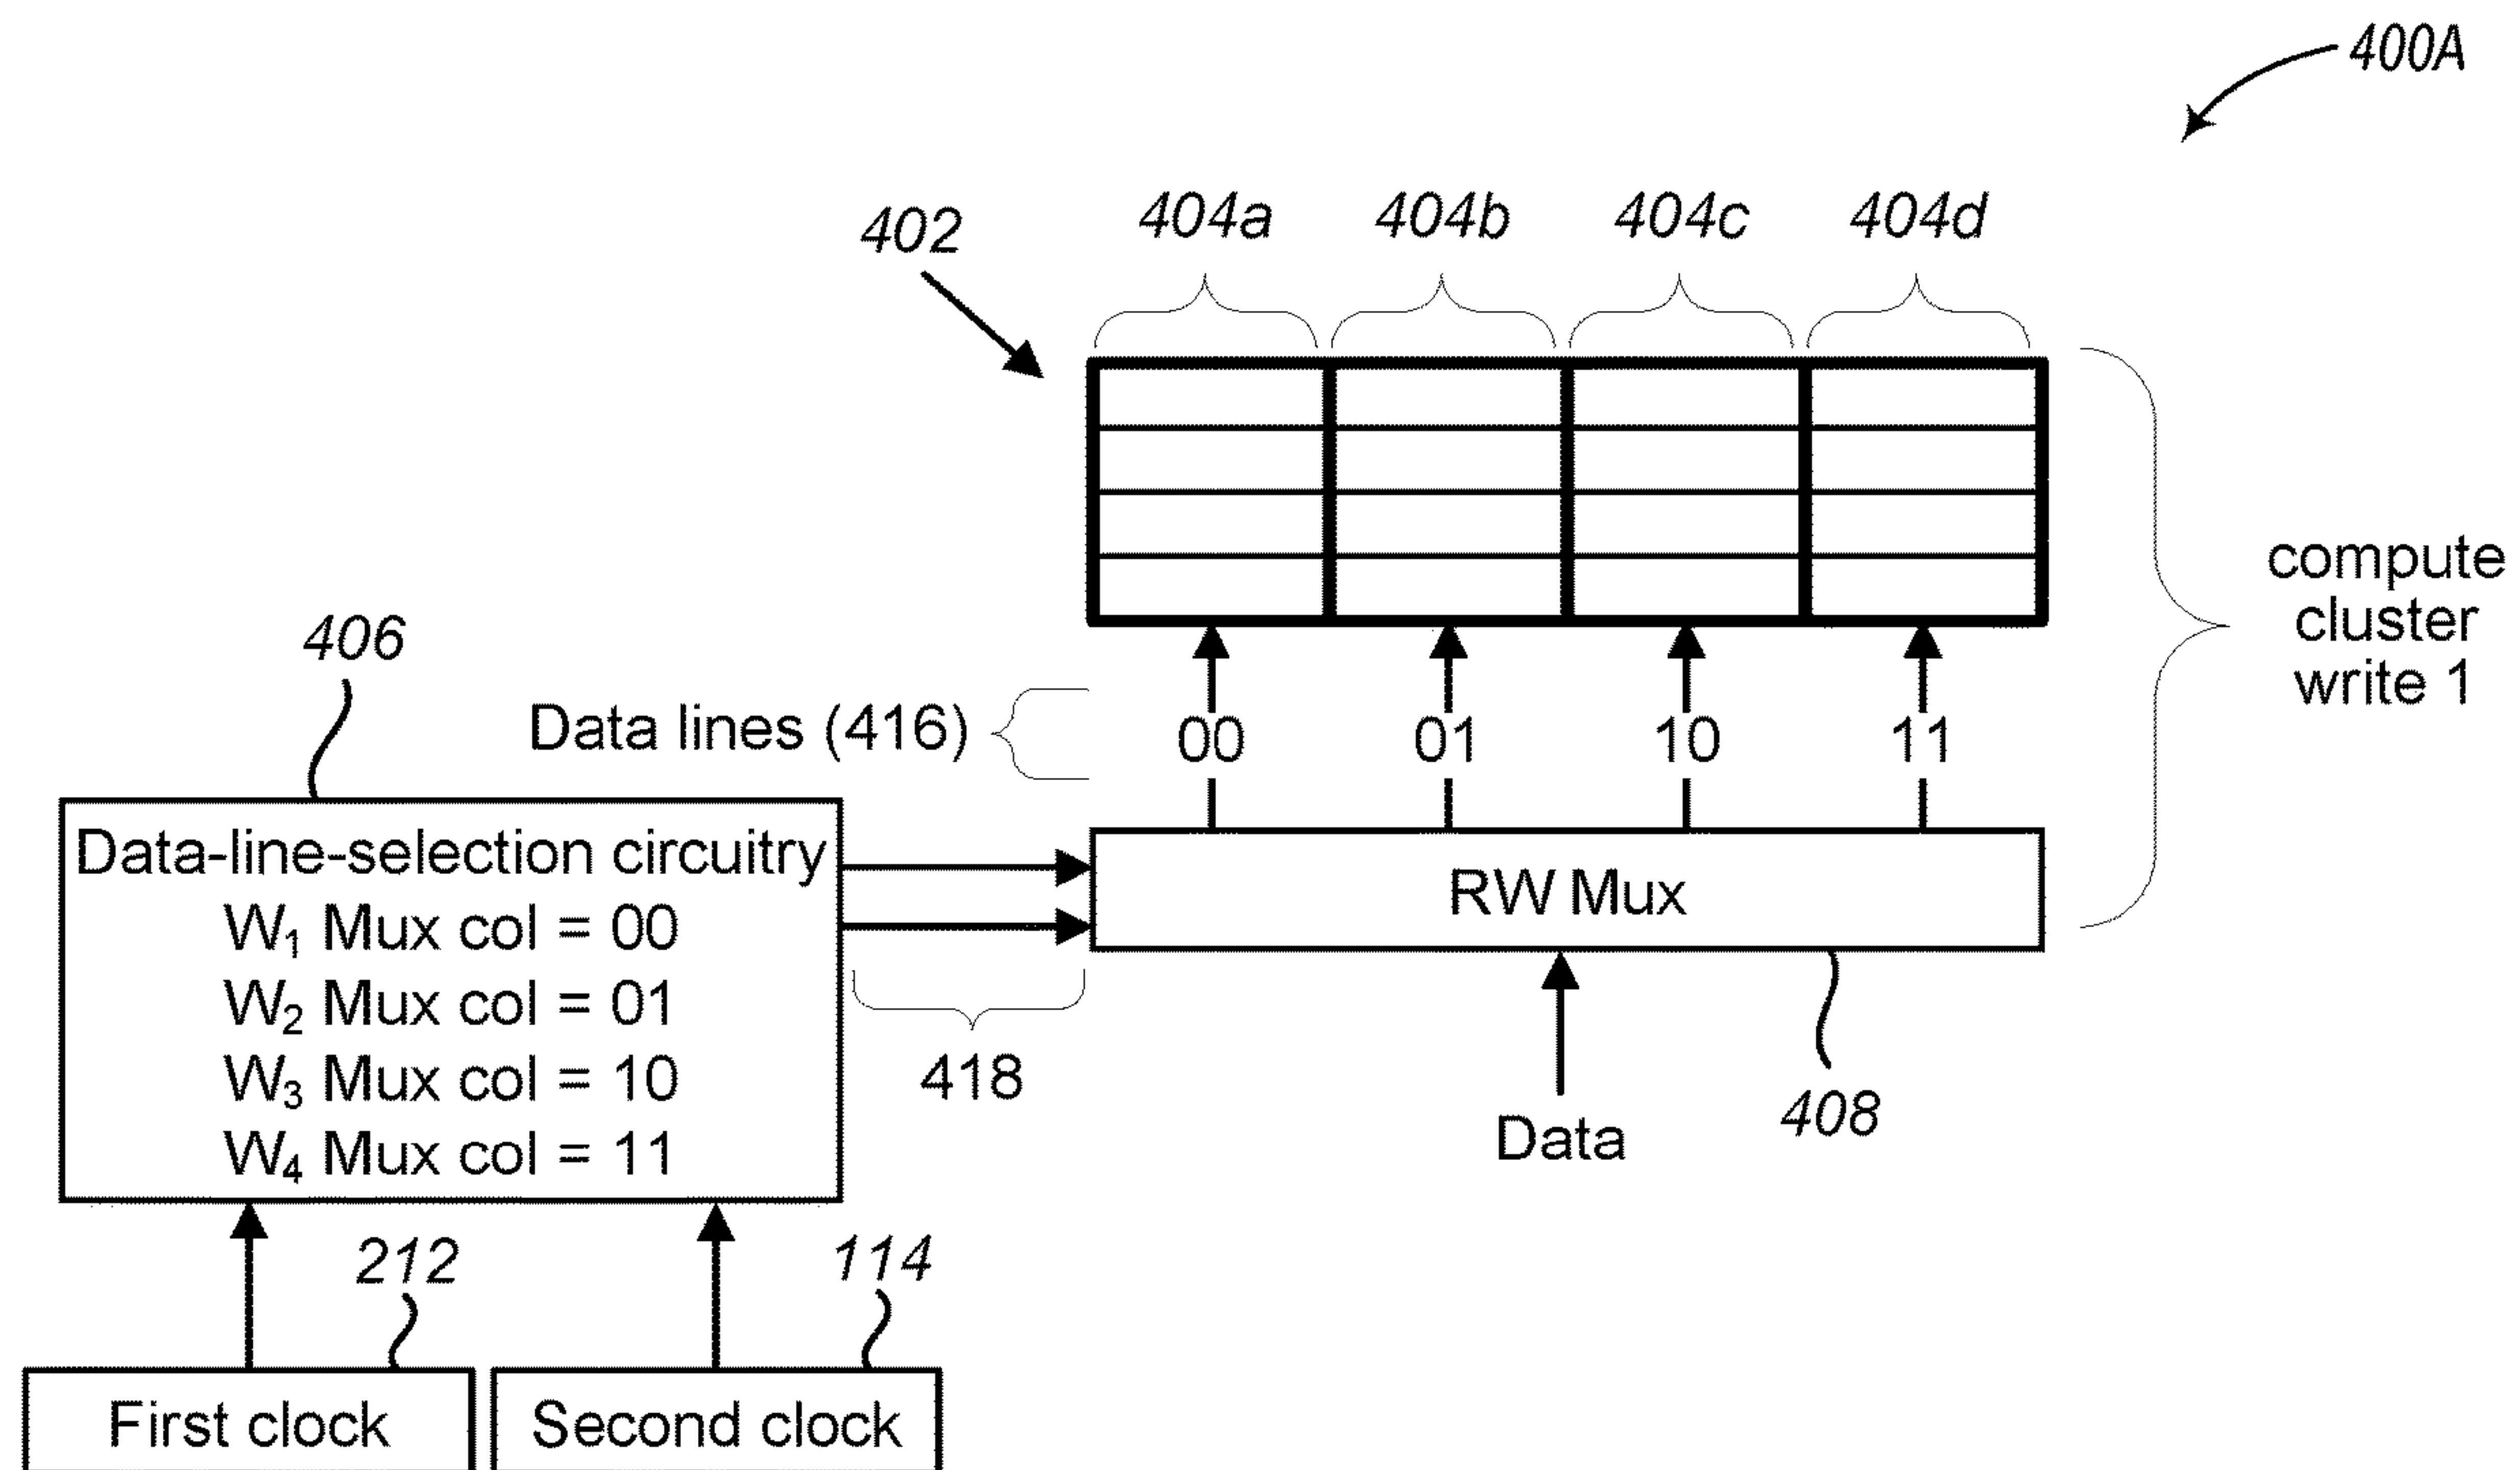 400A
402
404a 404b 404c 404d
compute
cluster
write 1
406
Data lines (416)
00 01 10 11
Data-line-selection circuitry
W₁ Mux col = 00
W₂ Mux col = 01
W₃ Mux col = 10
W₄ Mux col = 11
RW Mux
418
Data
408
212
114
First clock
Second clock